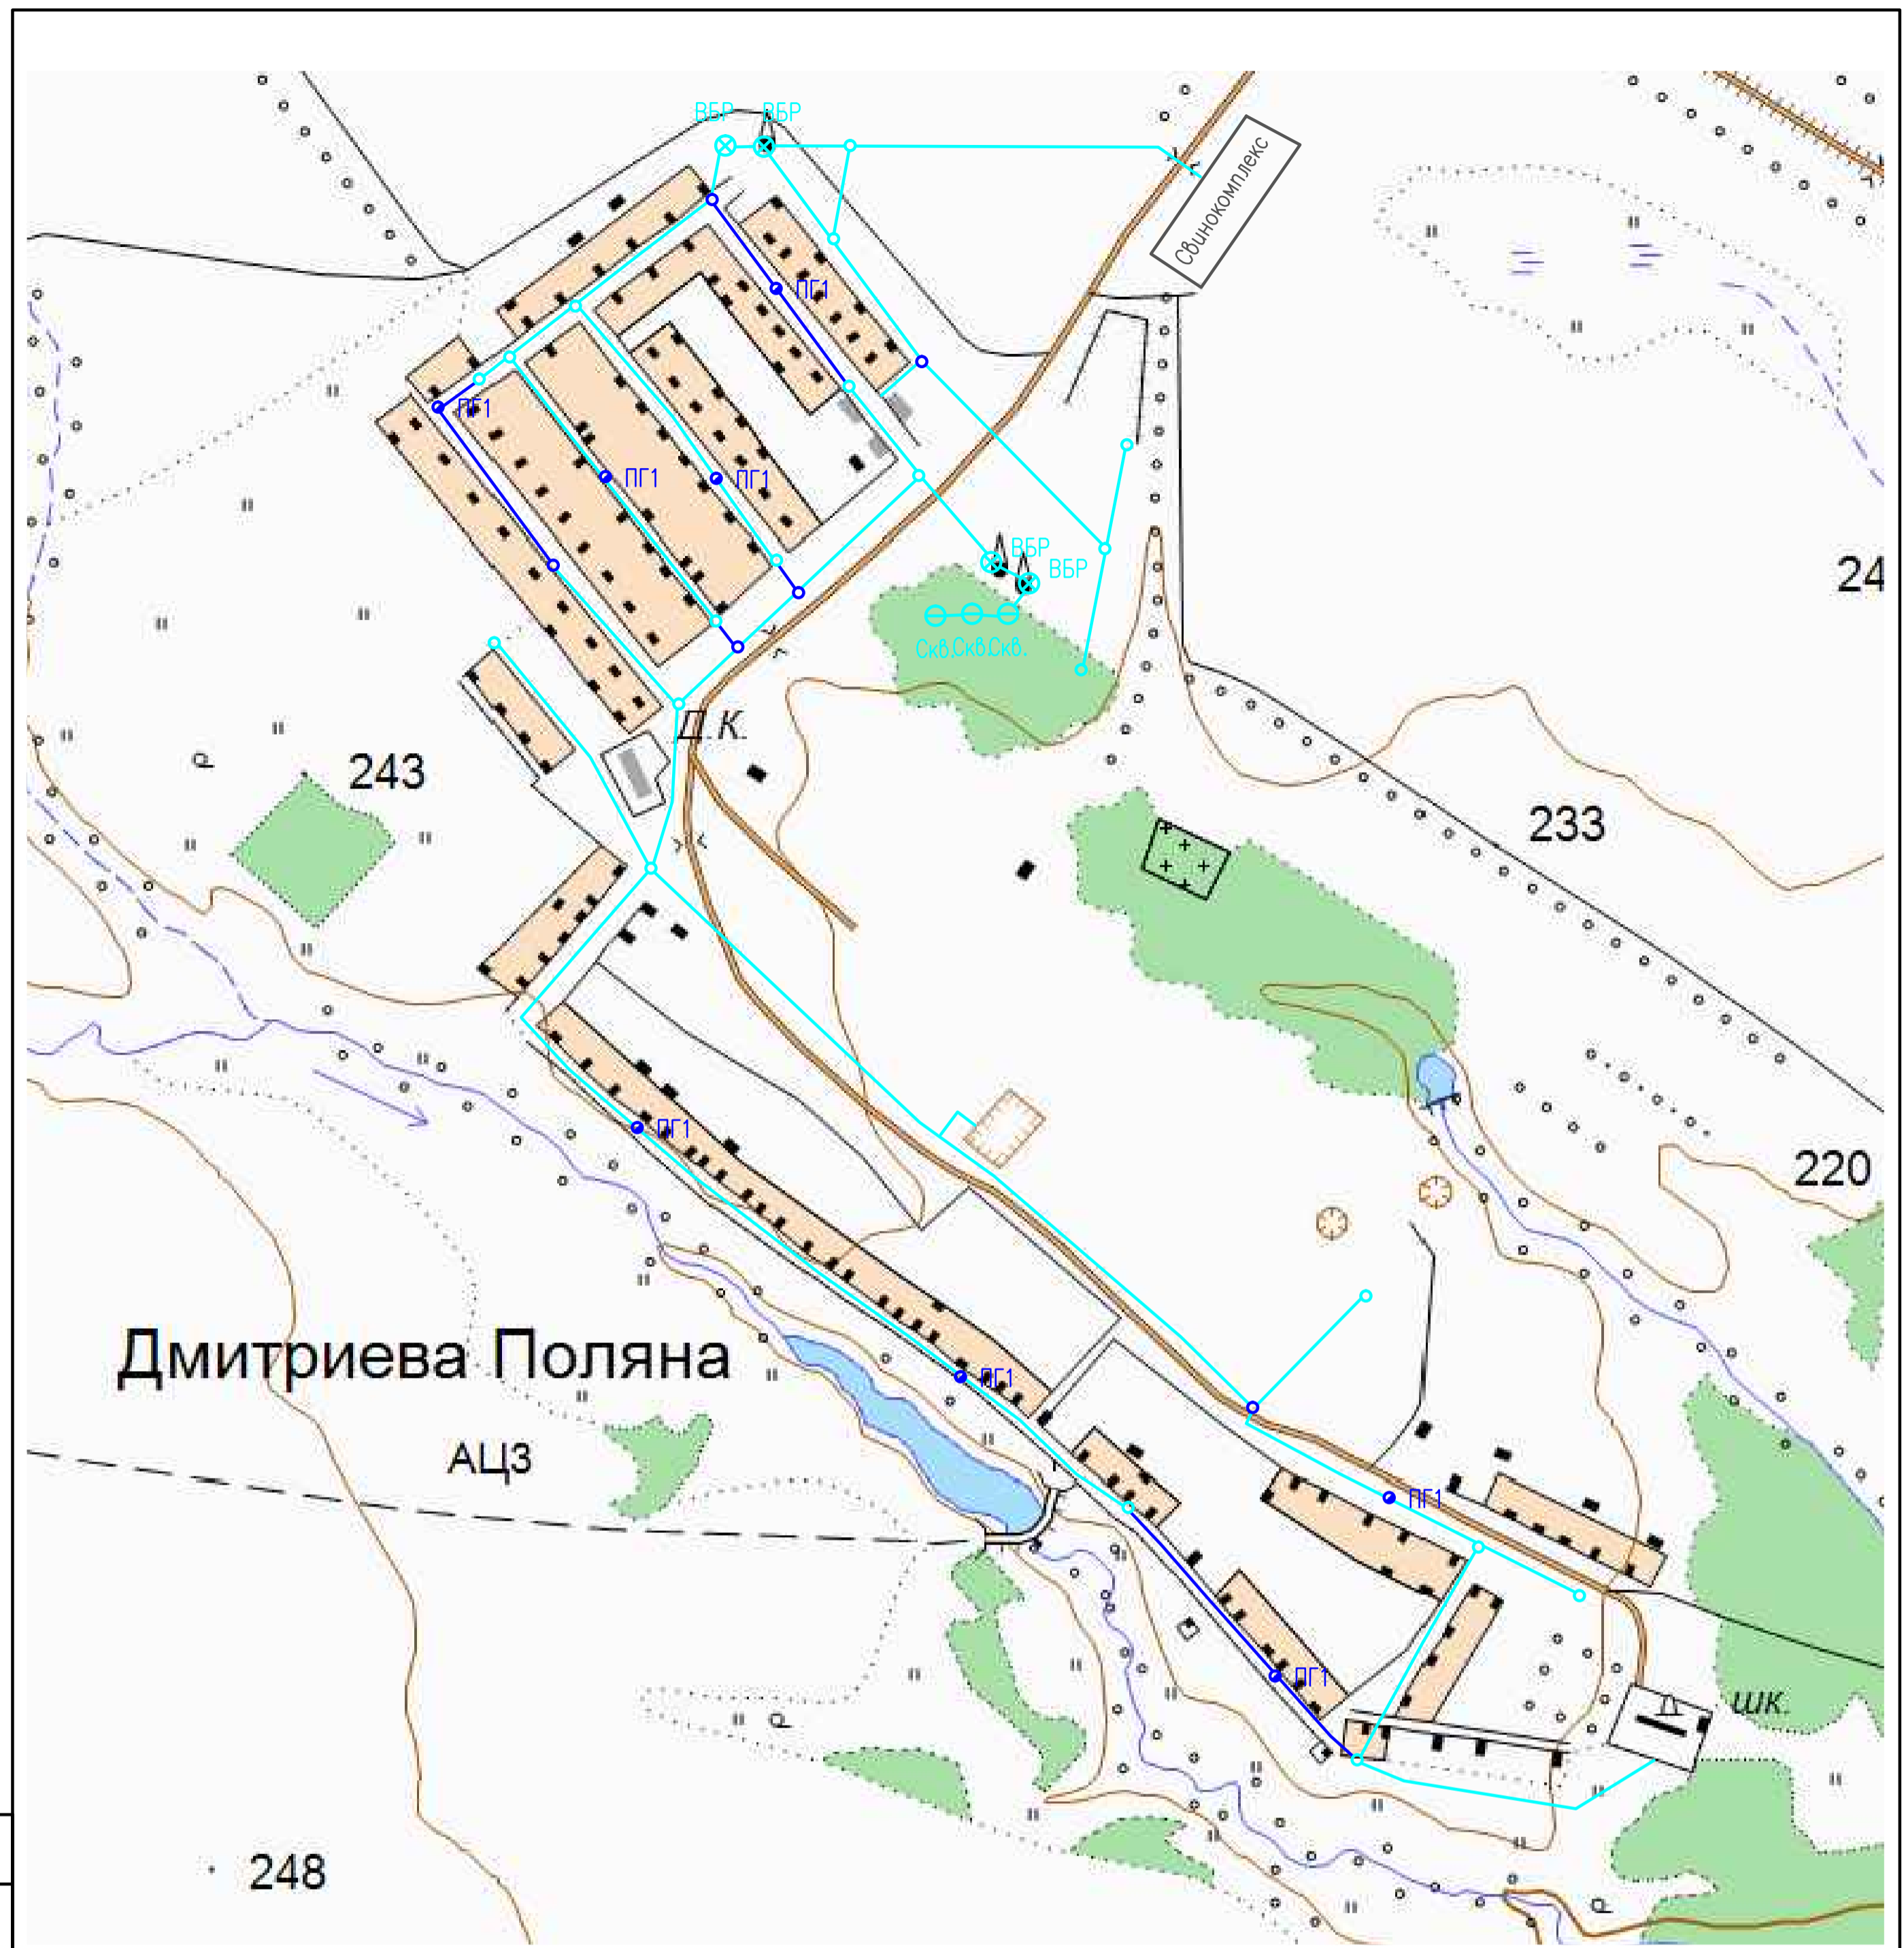 ВБР ВБР
Свинокомплекс
ПГ1
ПГ1
ПГ1 ПГ1
ВБР
ВБР
24
Скв.Скв.Скв.
Д.К.
243
233
ПГ1
220
Дмитриева Поляна
ПГ1
АЦЗ
ПГ1
ПГ1
шк.
248